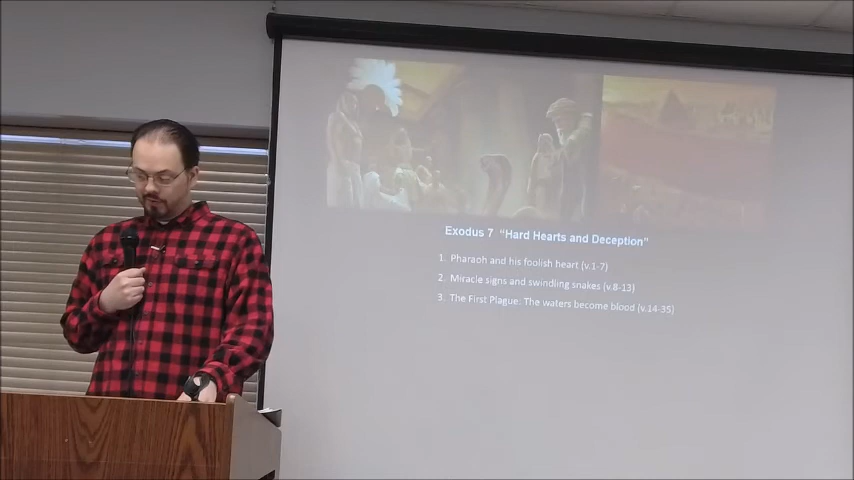 Exodus 7 "Hard Hearts and Deception"
1. Pharaoh and his foolish heart (v.1-7)
2. Miracle signs and swindling snakes (v.8-13)
3. The First Plague: The waters become blood (v.14-35)